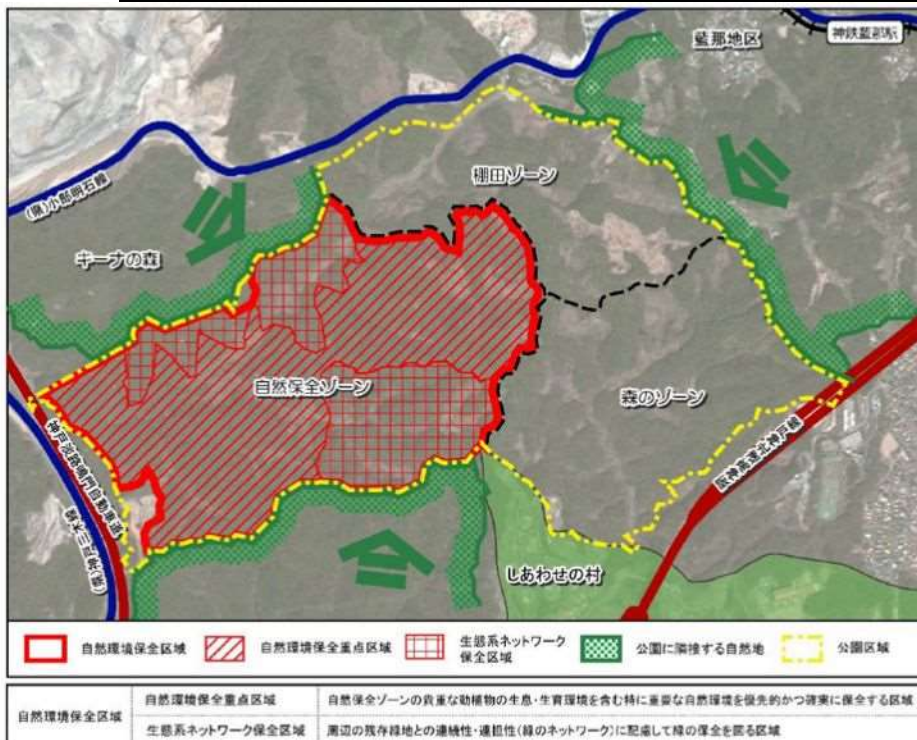 藍那地区
神鉄藍那駅
(県)小部明石線
棚田ゾーン
キーナの森
自然保全ゾーン
森のゾーン
神戸淡路鳴門自動車道
(県)神戸三木線
阪神高速北神戸線
しあわせの村
自然環境保全区域
自然環境保全重点区域
生態系ネットワーク
保全区域
公園に隣接する自然地
公園区域
自然環境保全区域
自然環境保全重点区域
自然保全ゾーンの貴重な動植物の生息・生育環境を含む特に重要な自然環境を優先的かつ確実に保全する区域
生態系ネットワーク保全区域
周辺の残存緑地との連続性・連担性(緑のネットワーク)に配慮して緑の保全を図る区域